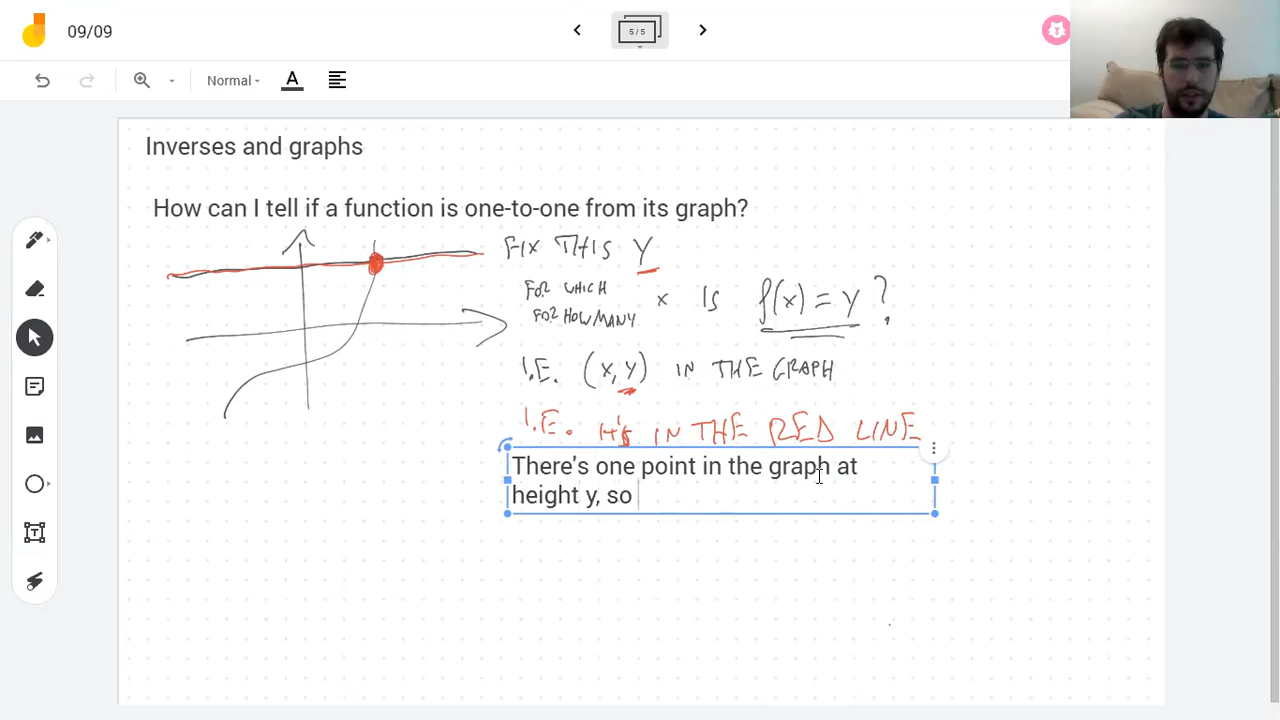 09/09
5 / 5
Normal
A
Inverses and graphs
How can I tell if a function is one-to-one from its graph?
FIX THIS Y
FOR WHICH
FOR HOW MANY
x IS f(x) = y ?
I.E. (x, y) IN THE GRAPH
I.E. It's IN THE RED LINE
There's one point in the graph at
height y, so